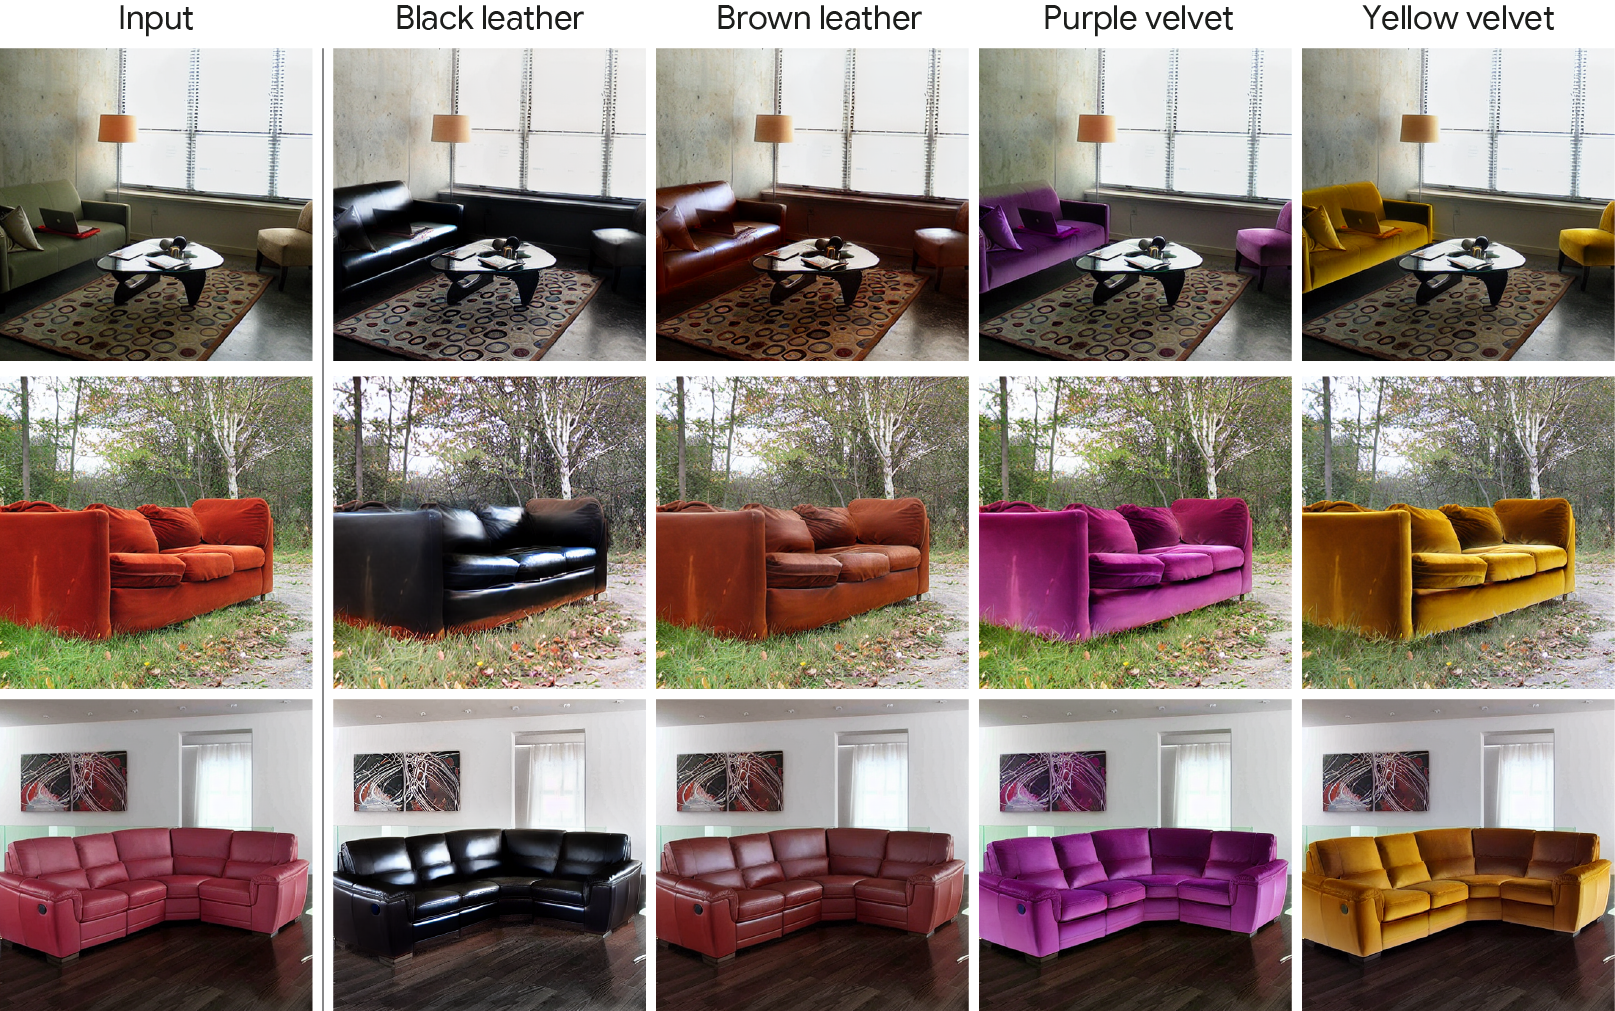 Input
Black leather
Brown leather
Purple velvet
Yellow velvet